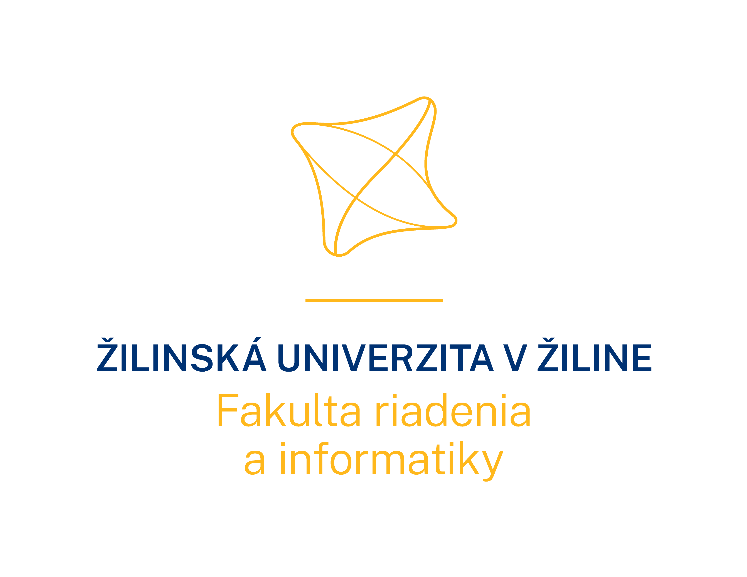 ŽILINSKÁ UNIVERZITA V ŽILINE
Fakulta riadenia
a informatiky